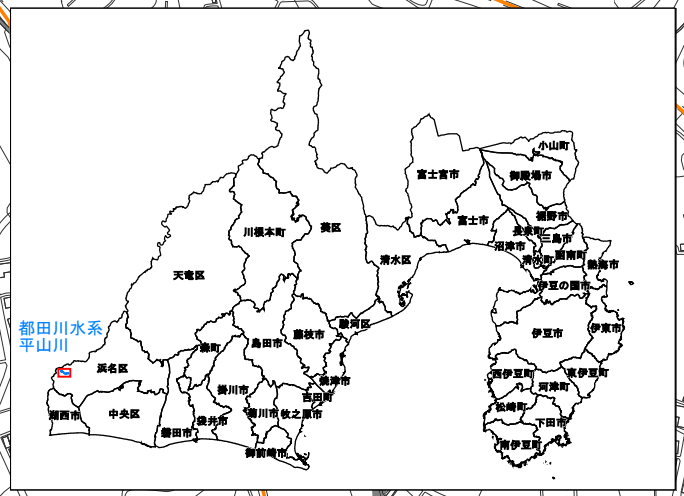 小山町
富士宮市
御殿場市
裾野市
富士市
長泉町
三島市
川根本町
葵区
沼津市
清水町
函南町
清水区
熱海市
天竜区
伊豆の国市
都田川水系
平山川
駿河区
伊豆市
伊東市
森町
島田市
藤枝市
浜名区
西伊豆町
東伊豆町
焼津市
河津町
掛川市
吉田町
湖西市
中央区
袋井市
菊川市
牧之原市
松崎町
下田市
磐田市
南伊豆町
御前崎市